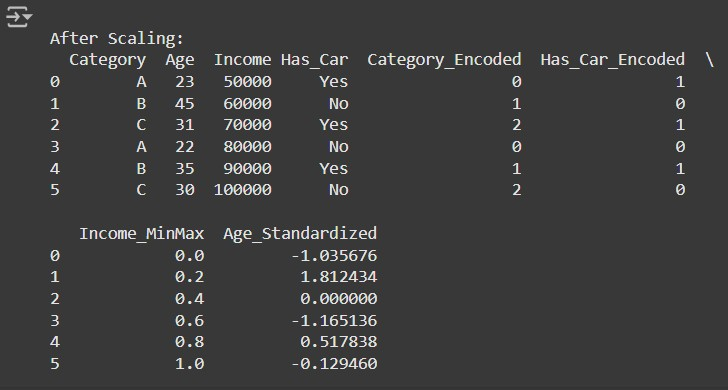 After Scaling:
  Category  Age  Income Has_Car  Category_Encoded  Has_Car_Encoded  \
0        A   23   50000     Yes                 0                1
1        B   45   60000      No                 1                0
2        C   31   70000     Yes                 2                1
3        A   22   80000      No                 0                0
4        B   35   90000     Yes                 1                1
5        C   30  100000      No                 2                0

   Income_MinMax  Age_Standardized
0            0.0         -1.035676
1            0.2          1.812434
2            0.4          0.000000
3            0.6         -1.165136
4            0.8          0.517838
5            1.0         -0.129460